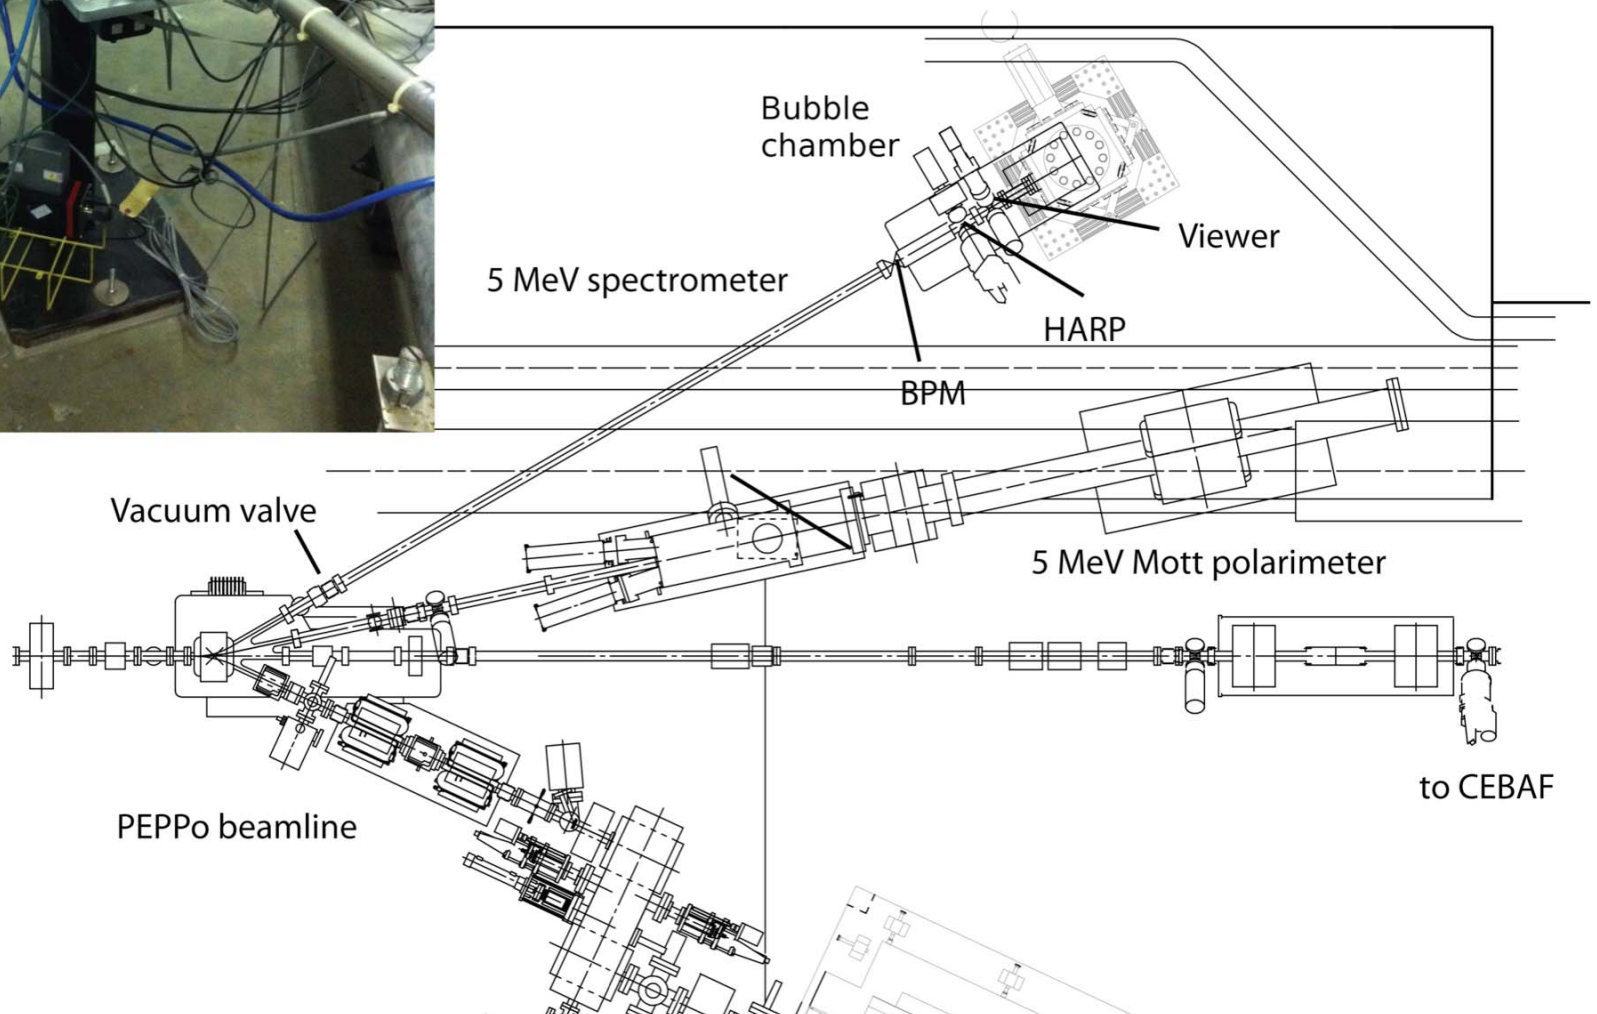 Bubble
chamber
Viewer
5 MeV spectrometer
HARP
BPM
Vacuum valve
5 MeV Mott polarimeter
to CEBAF
PEPPo beamline